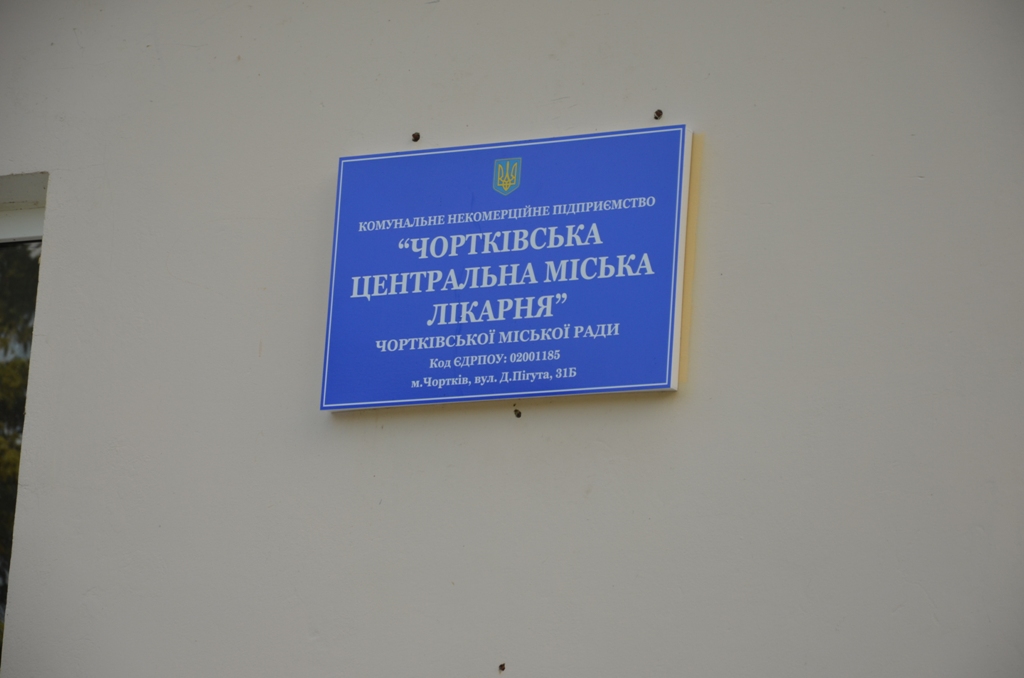 КОМУНАЛЬНЕ НЕКОМЕРЦІЙНЕ ПІДПРИЄМСТВО
“ЧОРТКІВСЬКА
ЦЕНТРАЛЬНА МІСЬКА
ЛІКАРНЯ”
ЧОРТКІВСЬКОЇ МІСЬКОЇ РАДИ
Код ЄДРПОУ: 02001185
м.Чортків, вул. Д.Пігута, 31Б